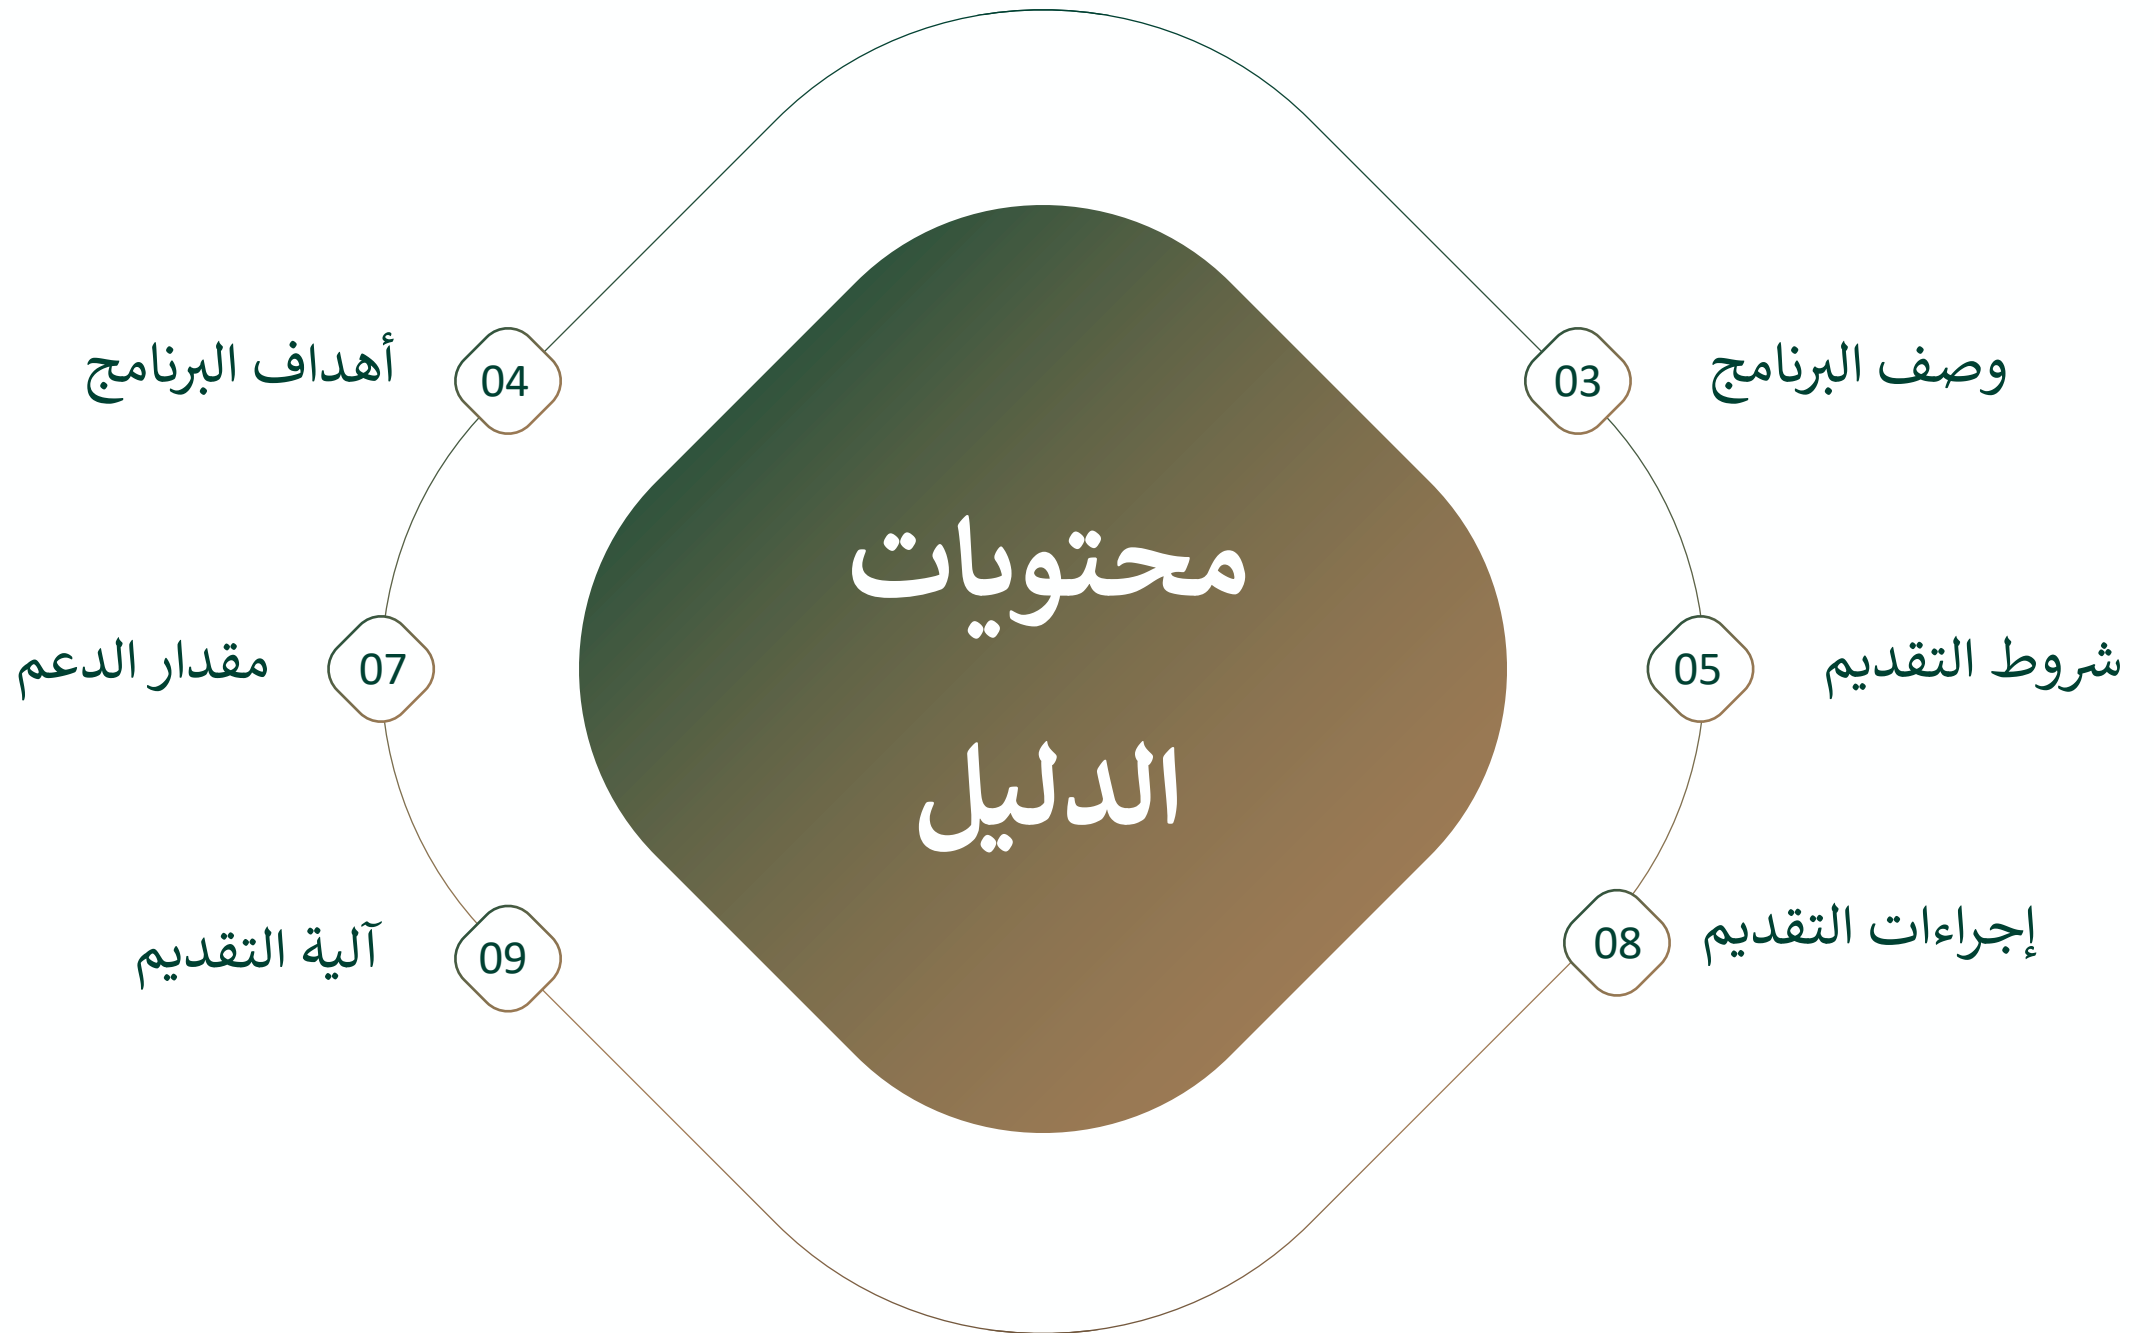 محتويات
الدليل
وصف البرنامج
03
أهداف البرنامج
04
شروط التقديم
05
مقدار الدعم
07
إجراءات التقديم
08
آلية التقديم
09